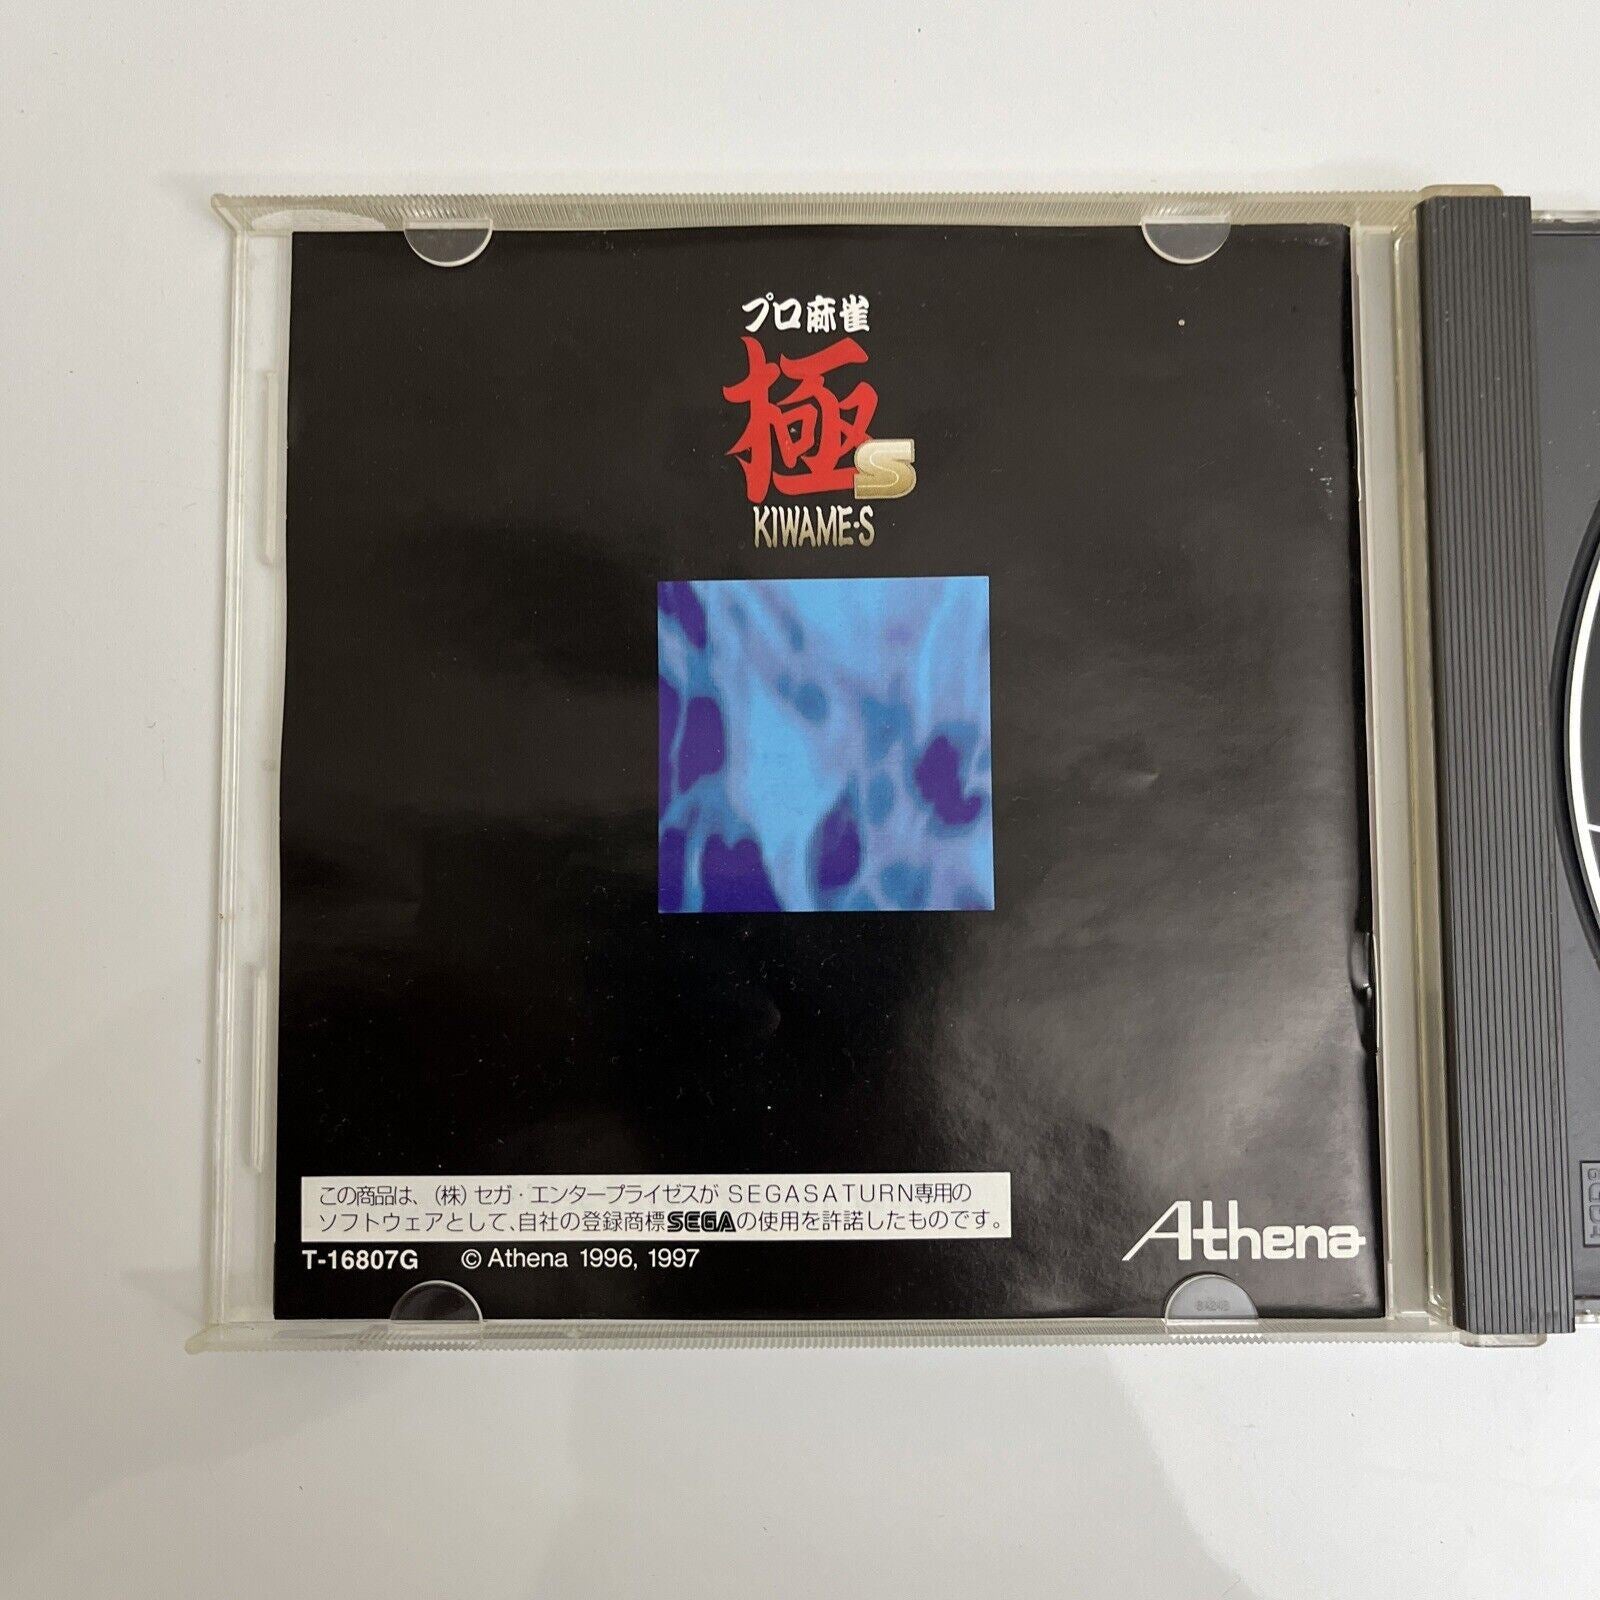 プロ麻雀
極S
KIWAME・S
この商品は、(株)セガ・エンタープライゼスが SEGASATURN専用の
ソフトウェアとして、自社の登録商標SEGAの使用を許諾したものです。
T-16807G © Athena 1996, 1997
Athena